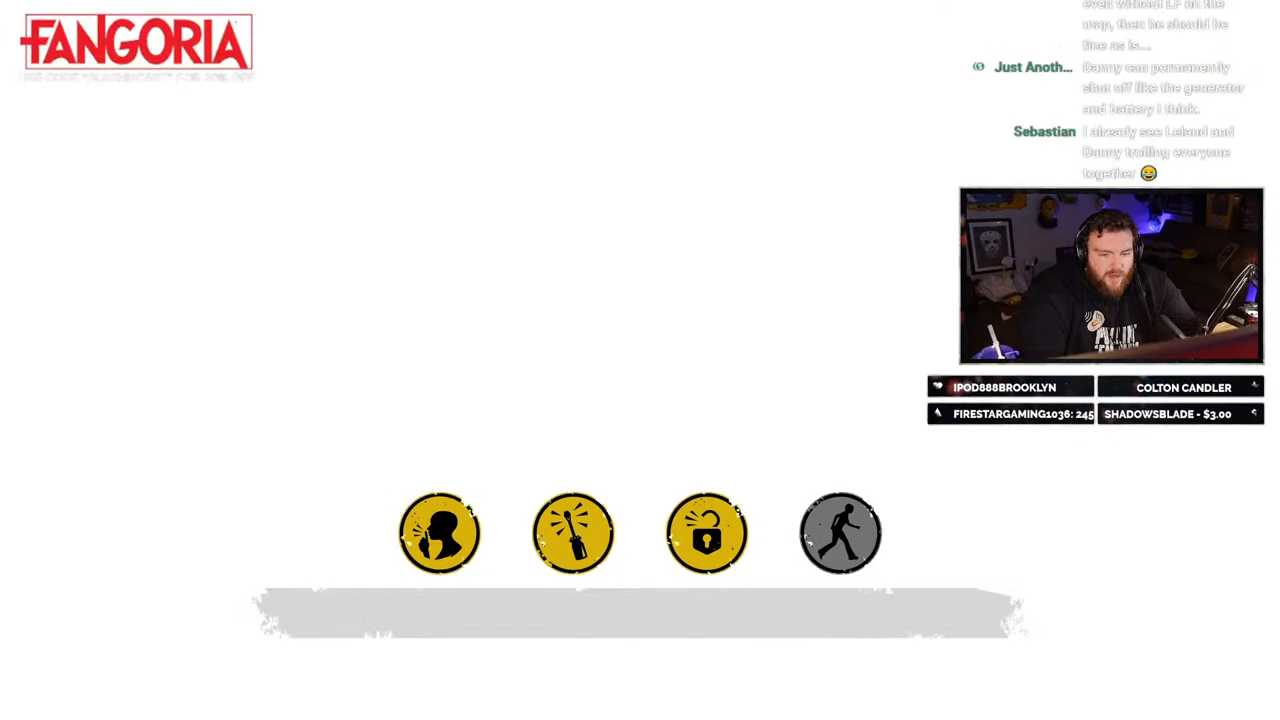 FANGORIA
even without LF on the
map, then he should be
fine as is...
Just Anoth... Danny can permanently
shut off like the generator
and battery I think.
Sebastian I already see Leland and
Danny trolling everyone
together 😂
IPOD888BROOKLYN
COLTON CANDLER
FIRESTARGAMING1036: 245
SHADOWSBLADE - $3.00